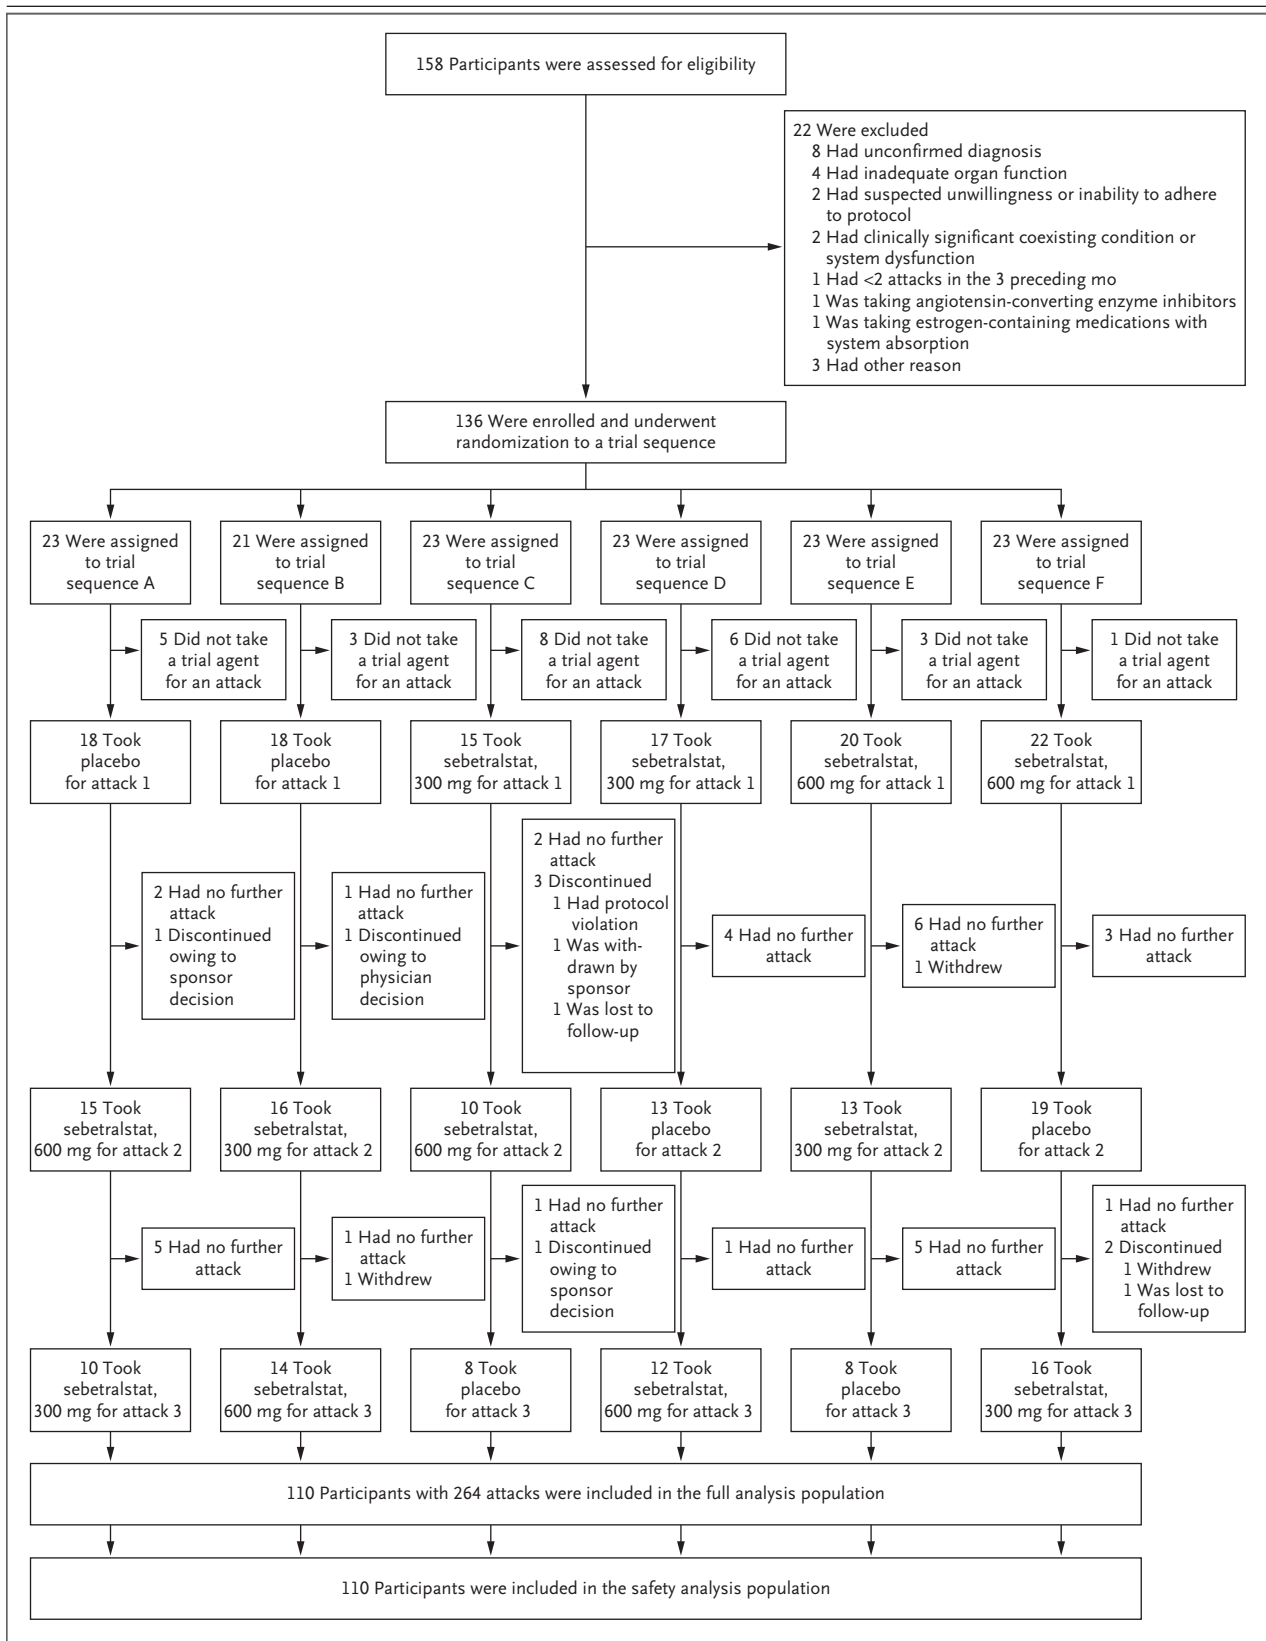 158 Participants were assessed for eligibility
22 Were excluded
8 Had unconfirmed diagnosis
4 Had inadequate organ function
2 Had suspected unwillingness or inability to adhere
to protocol
2 Had clinically significant coexisting condition or
system dysfunction
1 Had <2 attacks in the 3 preceding mo
1 Was taking angiotensin-converting enzyme inhibitors
1 Was taking estrogen-containing medications with
system absorption
3 Had other reason
136 Were enrolled and underwent
randomization to a trial sequence
23 Were assigned
to trial
sequence A
21 Were assigned
to trial
sequence B
23 Were assigned
to trial
sequence C
23 Were assigned
to trial
sequence D
23 Were assigned
to trial
sequence E
23 Were assigned
to trial
sequence F
5 Did not take
a trial agent
for an attack
3 Did not take
a trial agent
for an attack
8 Did not take
a trial agent
for an attack
6 Did not take
a trial agent
for an attack
3 Did not take
a trial agent
for an attack
1 Did not take
a trial agent
for an attack
18 Took
placebo
for attack 1
18 Took
placebo
for attack 1
15 Took
sebetralstat,
300 mg for attack 1
17 Took
sebetralstat,
300 mg for attack 1
20 Took
sebetralstat,
600 mg for attack 1
22 Took
sebetralstat,
600 mg for attack 1
2 Had no further
attack
1 Discontinued
owing to
sponsor
decision
1 Had no further
attack
1 Discontinued
owing to
physician
decision
2 Had no further
attack
3 Discontinued
1 Had protocol
violation
1 Was with-
drawn by
sponsor
1 Was lost to
follow-up
4 Had no further
attack
6 Had no further
attack
1 Withdrew
3 Had no further
attack
15 Took
sebetralstat,
600 mg for attack 2
16 Took
sebetralstat,
300 mg for attack 2
10 Took
sebetralstat,
600 mg for attack 2
13 Took
placebo
for attack 2
13 Took
sebetralstat,
300 mg for attack 2
19 Took
placebo
for attack 2
5 Had no further
attack
1 Had no further
attack
1 Withdrew
1 Had no further
attack
1 Discontinued
owing to
sponsor
decision
1 Had no further
attack
5 Had no further
attack
1 Had no further
attack
2 Discontinued
1 Withdrew
1 Was lost to
follow-up
10 Took
sebetralstat,
300 mg for attack 3
14 Took
sebetralstat,
600 mg for attack 3
8 Took
placebo
for attack 3
12 Took
sebetralstat,
600 mg for attack 3
8 Took
placebo
for attack 3
16 Took
sebetralstat,
300 mg for attack 3
110 Participants with 264 attacks were included in the full analysis population
110 Participants were included in the safety analysis population